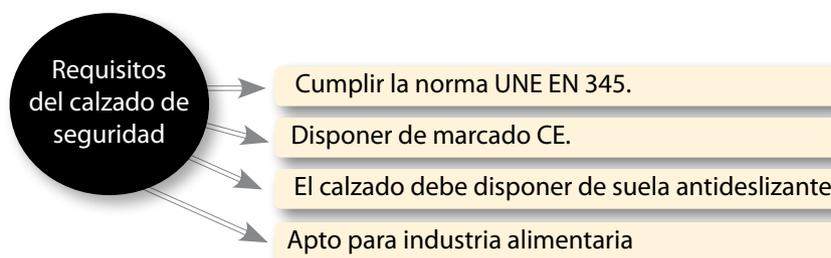 Requisitos
del calzado de
seguridad
Cumplir la norma UNE EN 345.
Disponer de marcado CE.
El calzado debe disponer de suela antideslizante
Apto para industria alimentaria